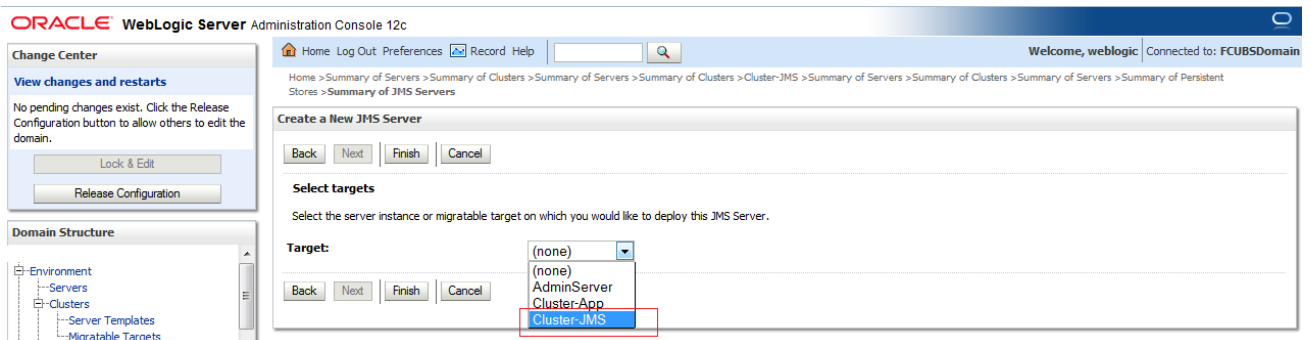 ORACLE WebLogic Server Administration Console 12c
Change Center
View changes and restarts
No pending changes exist. Click the Release
Configuration button to allow others to edit the
domain.
Lock & Edit
Release Configuration
Domain Structure
Environment
Servers
Clusters
Server Templates
Migratable Targets
Home Log Out Preferences Record Help
Welcome, weblogic Connected to: FCUBSDomain
Home >Summary of Servers >Summary of Clusters >Summary of Servers >Summary of Clusters >Cluster-JMS >Summary of Servers >Summary of Clusters >Summary of Servers >Summary of Persistent
Stores >Summary of JMS Servers
Create a New JMS Server
Back Next Finish Cancel
Select targets
Select the server instance or migratable target on which you would like to deploy this JMS Server.
Target: (none)
(none)
AdminServer
Cluster-App
Cluster-JMS
Back Next Finish Cancel